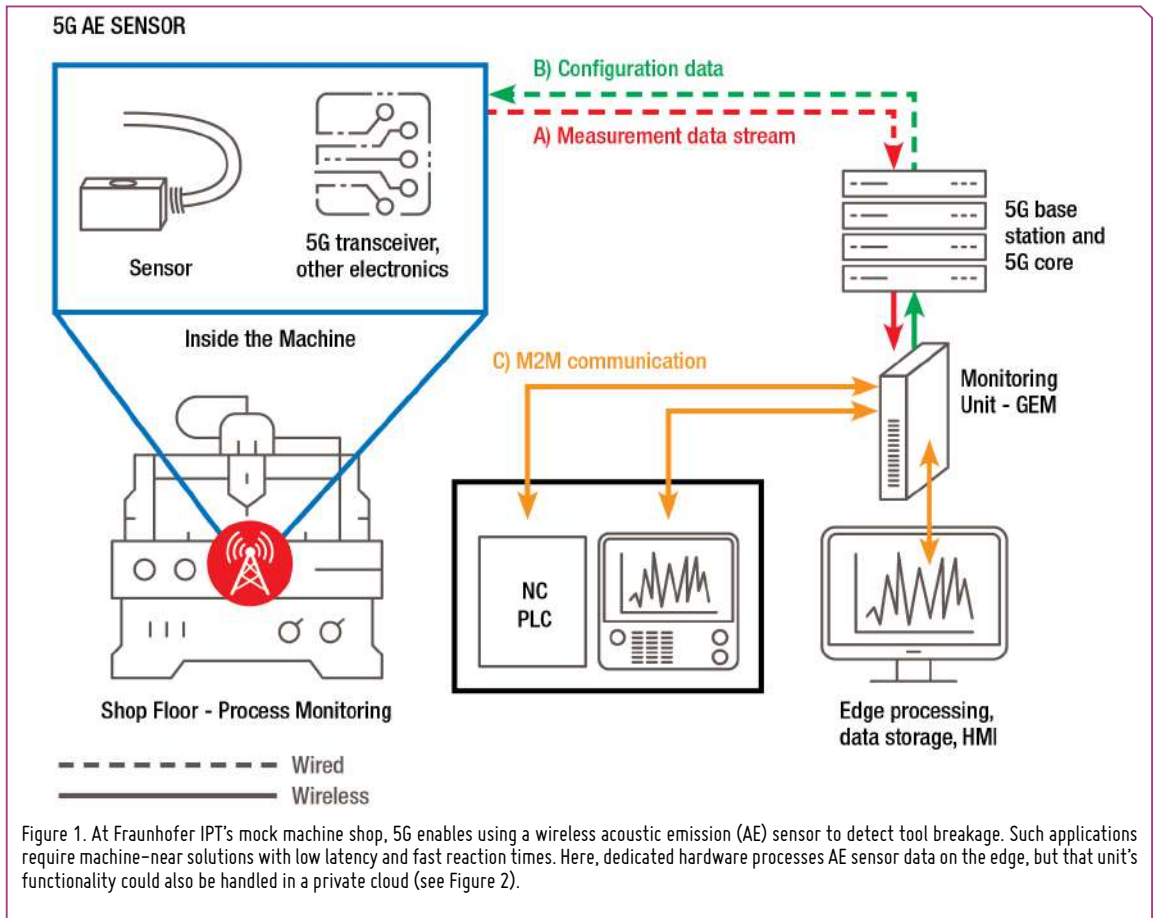 5G AE SENSOR
B) Configuration data
A) Measurement data stream
Sensor
5G transceiver,
other electronics
5G base
station and
5G core
Inside the Machine
C) M2M communication
Monitoring
Unit - GEM
NC
PLC
Shop Floor - Process Monitoring
Edge processing,
data storage, HMI
Wired
Wireless
Figure 1. At Fraunhofer IPT's mock machine shop, 5G enables using a wireless acoustic emission (AE) sensor to detect tool breakage. Such applications
require machine-near solutions with low latency and fast reaction times. Here, dedicated hardware processes AE sensor data on the edge, but that unit's
functionality could also be handled in a private cloud (see Figure 2).